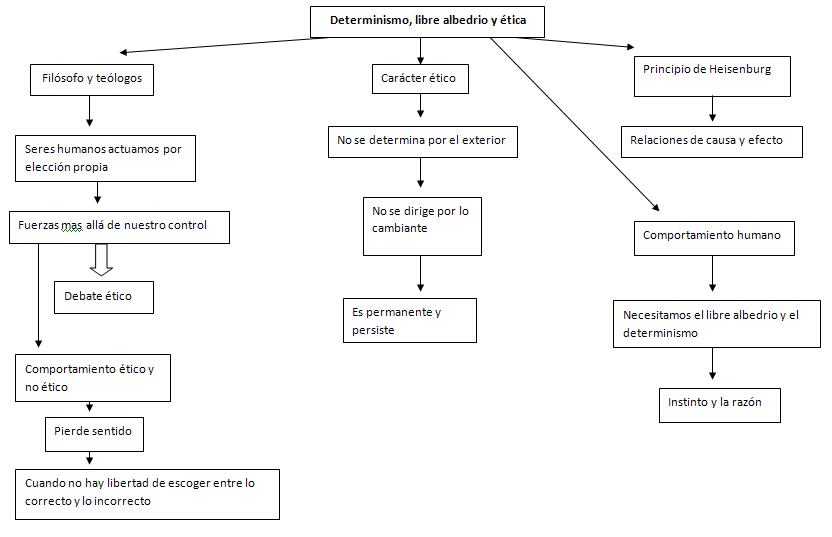 Determinismo, libre albedrio y ética
Filósofo y teólogos
Seres humanos actuamos por
elección propia
Fuerzas mas allá de nuestro control
Debate ético
Comportamiento ético y
no ético
Pierde sentido
Cuando no hay libertad de escoger entre lo
correcto y lo incorrecto
Carácter ético
No se determina por el exterior
No se dirige por lo
cambiante
Es permanente y
persiste
Principio de Heisenburg
Relaciones de causa y efecto
Comportamiento humano
Necesitamos el libre albedrio y el
determinismo
Instinto y la razón